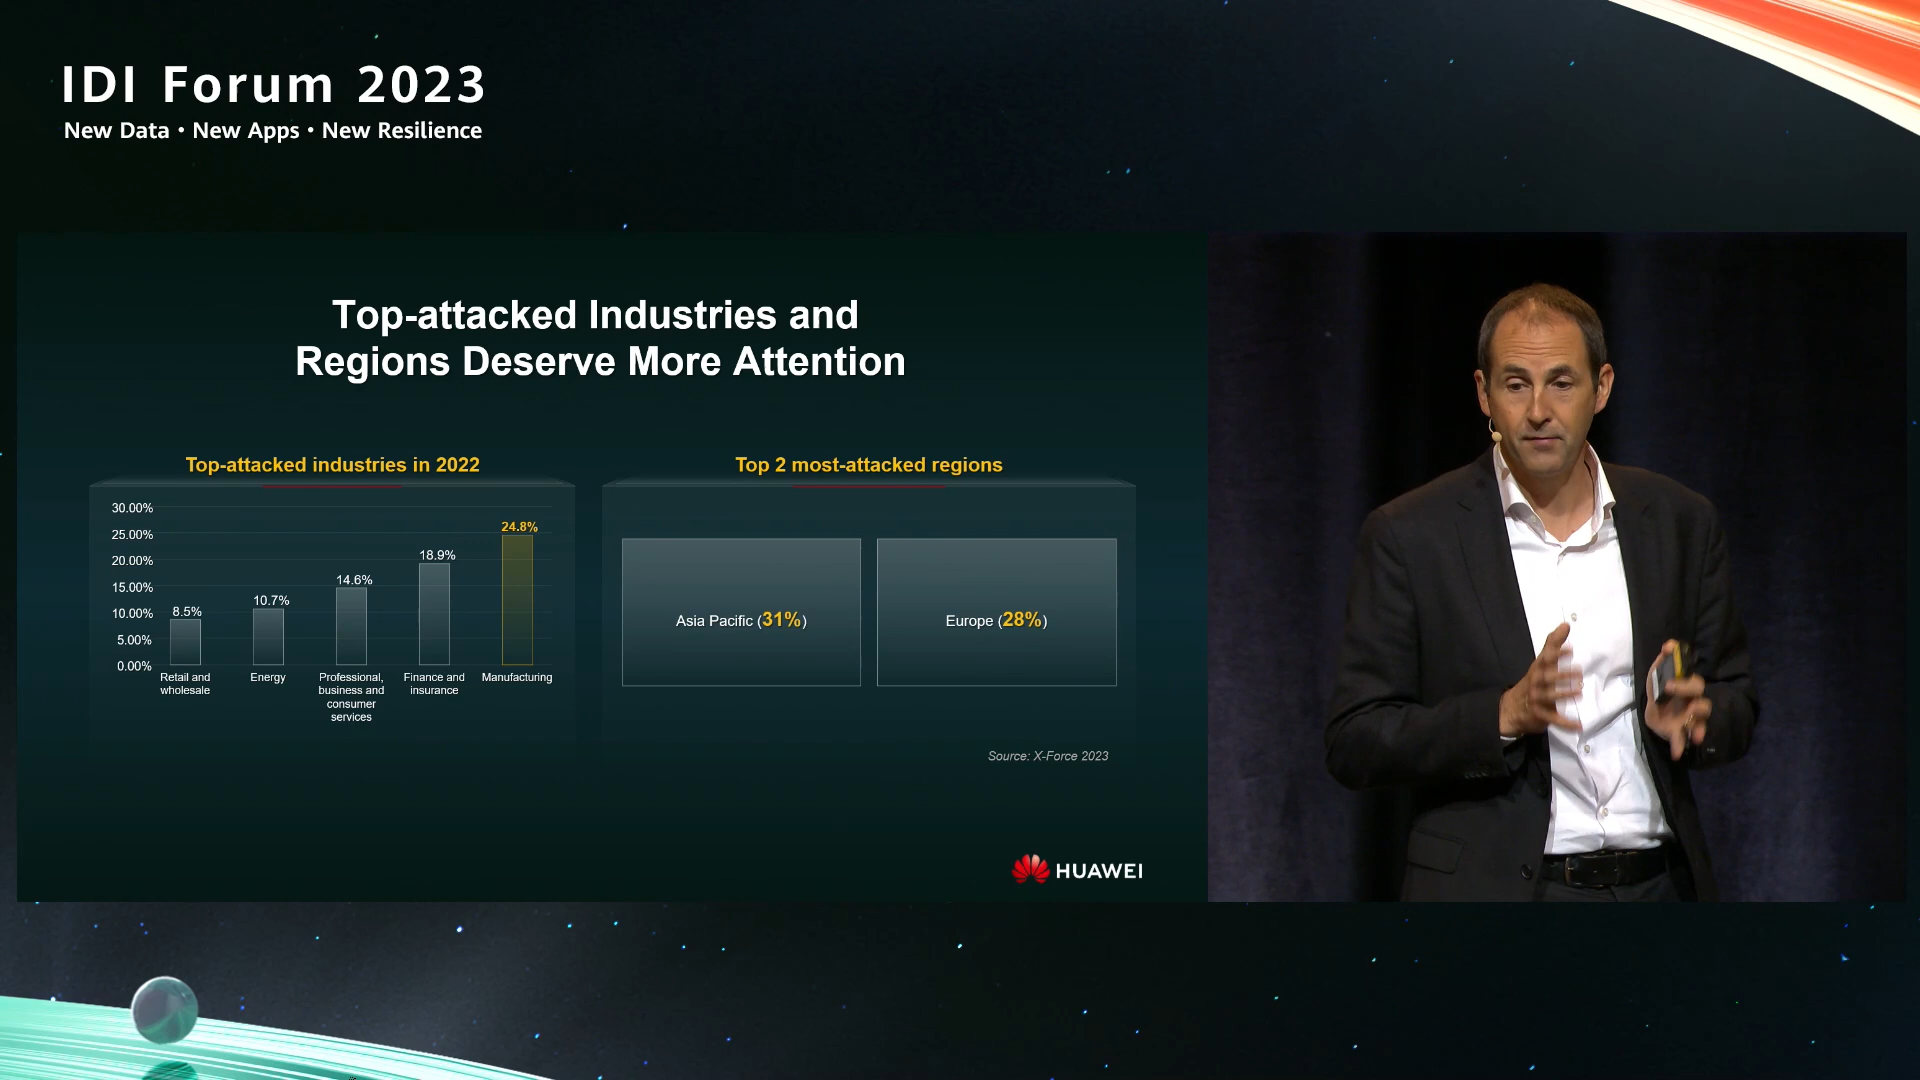 IDI Forum 2023
New Data • New Apps • New Resilience
Top-attacked Industries and
Regions Deserve More Attention
Top-attacked industries in 2022
30.00%
25.00%
20.00%
15.00%
10.00%
5.00%
0.00%
8.5%
10.7%
14.6%
18.9%
24.8%
Retail and
wholesale
Energy
Professional,
business and
consumer
services
Finance and
insurance
Manufacturing
Top 2 most-attacked regions
Asia Pacific (31%)
Europe (28%)
Source: X-Force 2023
HUAWEI